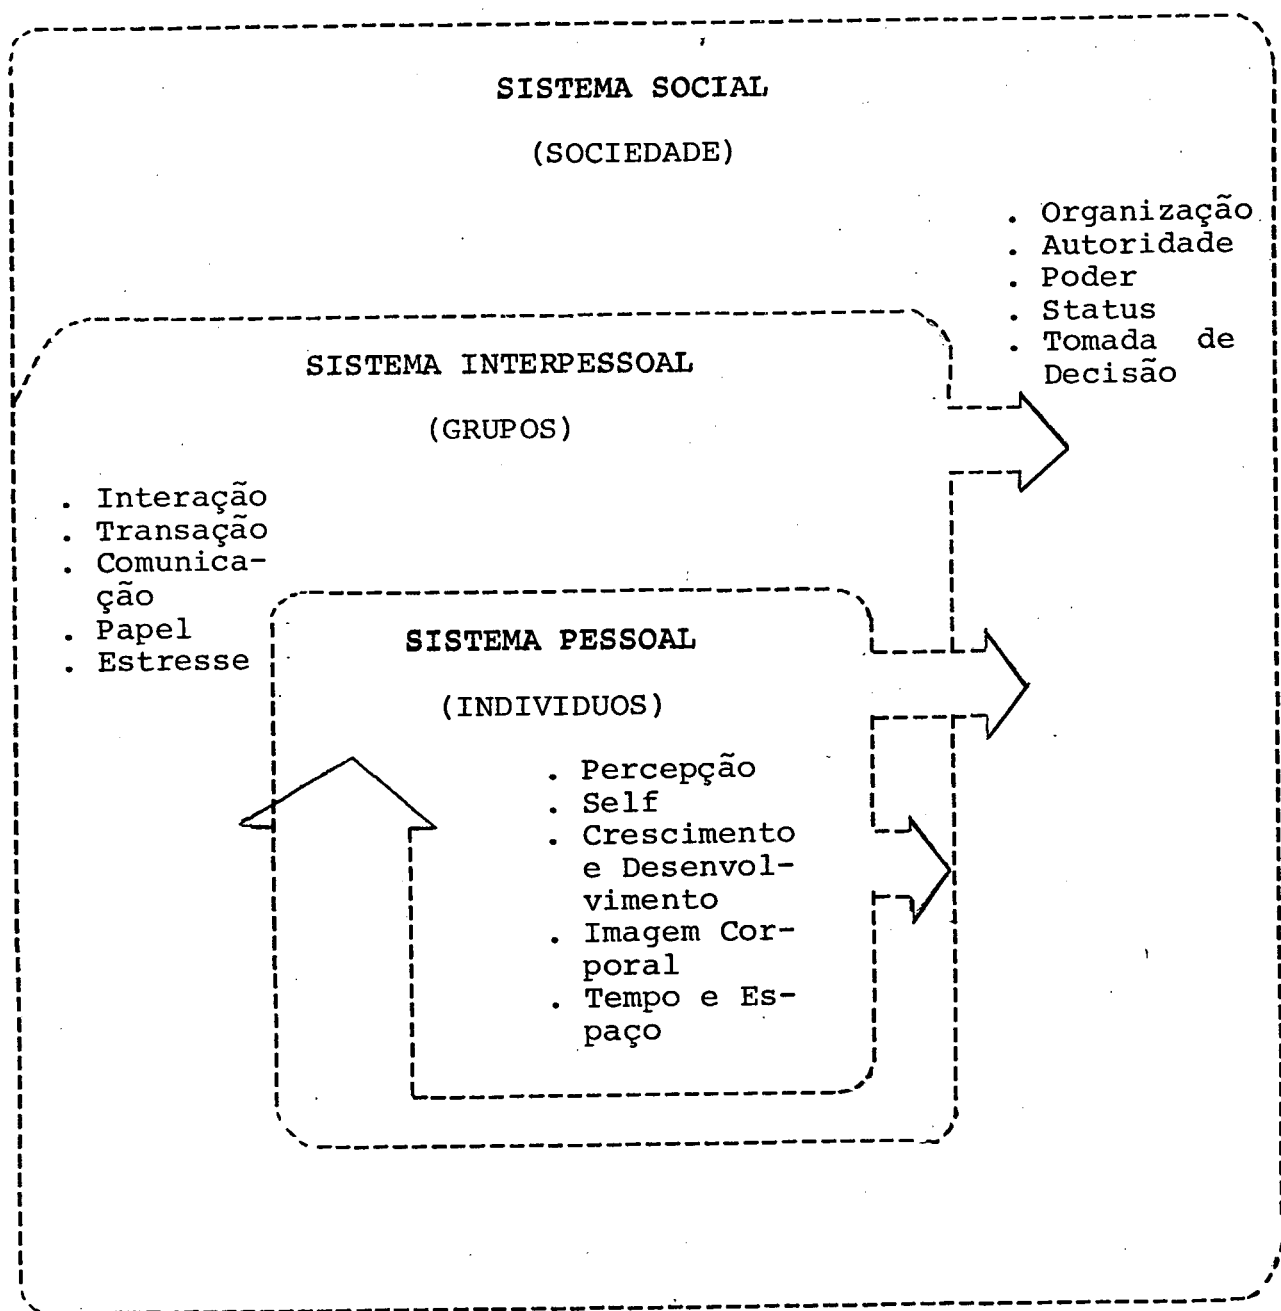 SISTEMA SOCIAL
(SOCIEDADE)
. Organização
. Autoridade
. Poder
. Status
. Tomada de
Decisão
SISTEMA INTERPESSOAL
(GRUPOS)
. Interação
. Transação
. Comunica-
ção
. Papel
. Estresse
SISTEMA PESSOAL
(INDIVIDUOS)
. Percepção
. Self
. Crescimento
e Desenvol-
vimento
. Imagem Cor-
poral
. Tempo e Es-
paço